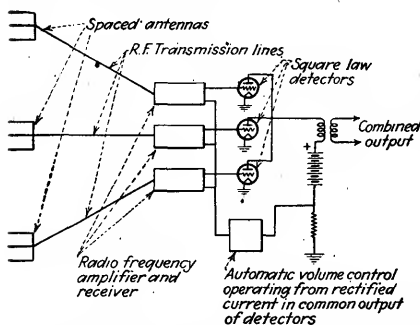 Spaced antennas
R.F. Transmission lines
Square law
detectors
+
Combined
output
Radio frequency
amplifier and
receiver
Automatic volume control
operating from rectified
current in common output
of detectors